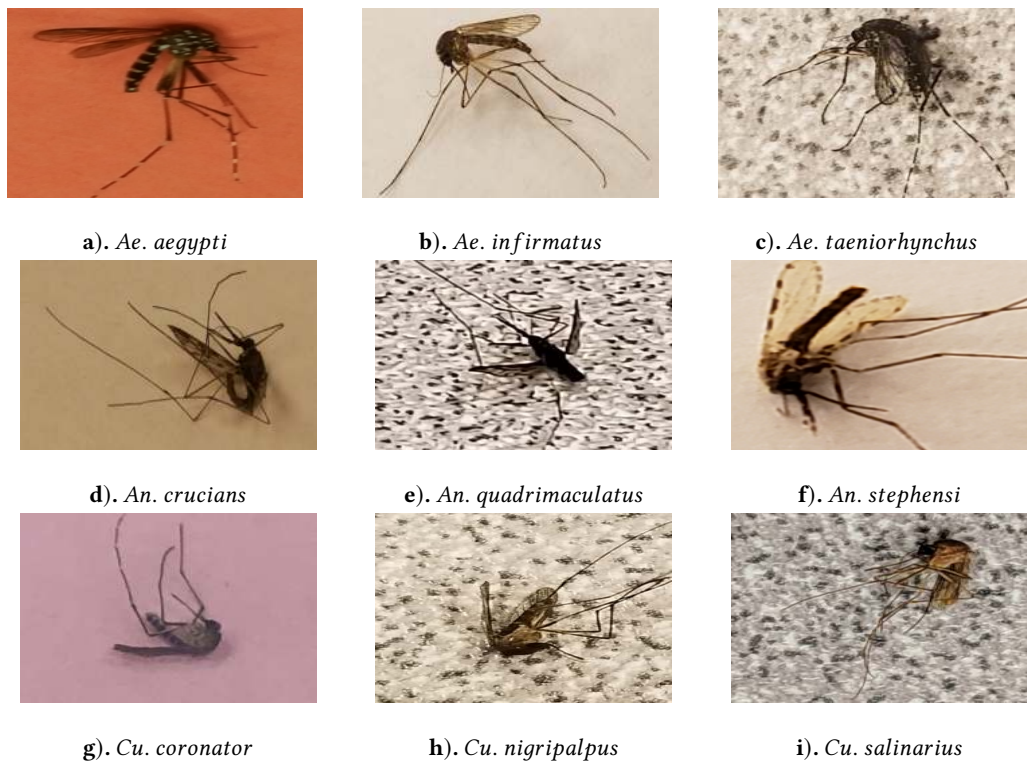 a). Ae. aegypti
b). Ae. infirmatus
c). Ae. taeniorhynchus
d). An. crucians
e). An. quadrimaculatus
f). An. stephensi
g). Cu. coronator
h). Cu. nigripalpus
i). Cu. salinarius